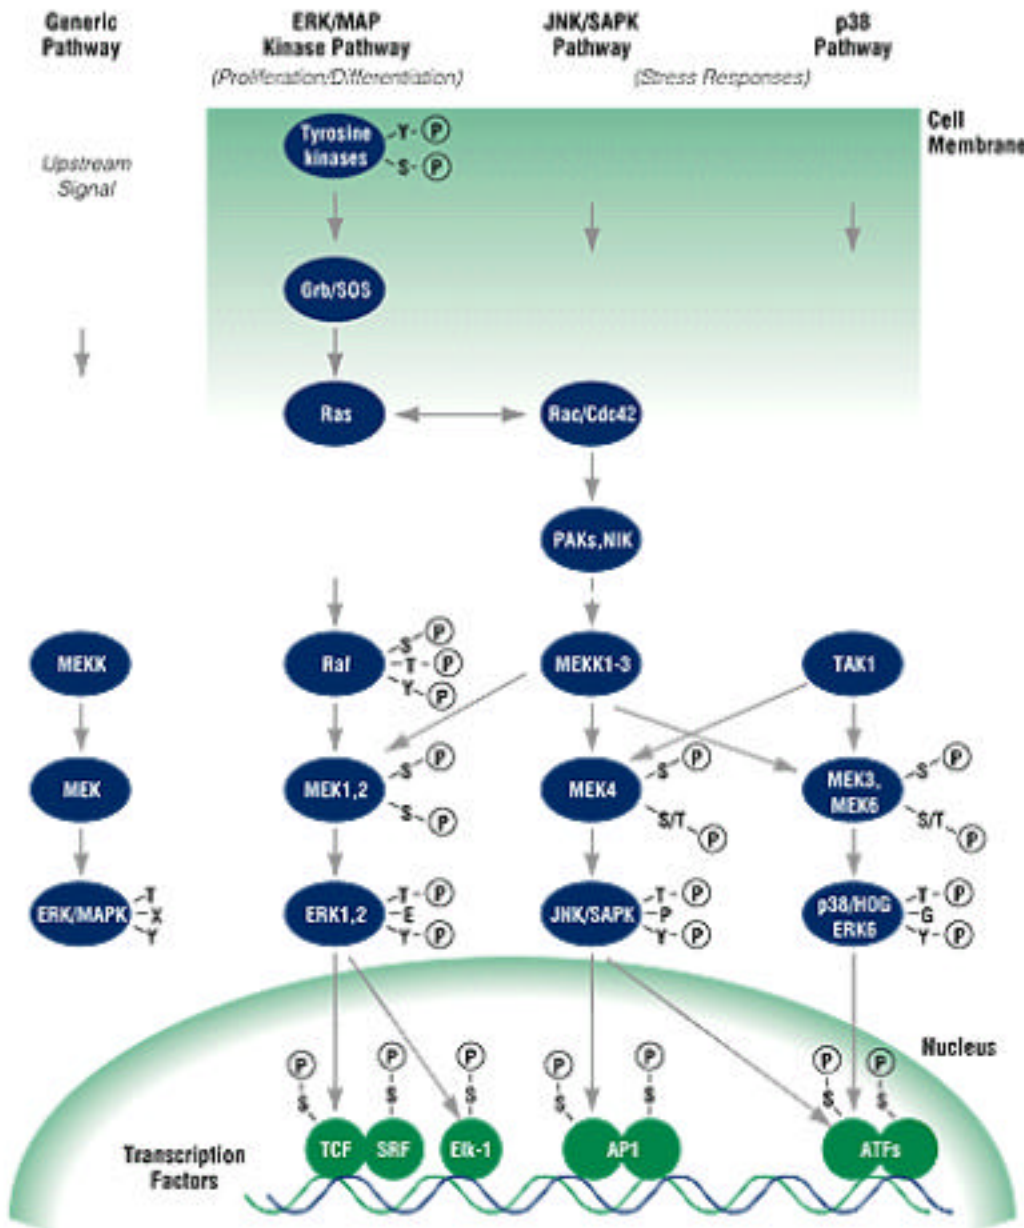 Generic
Pathway
ERK/MAP
Kinase Pathway
(Proliferation/Differentiation)
JNK/SAPK
Pathway
p38
Pathway
(Stress Responses)
Cell
Membrane
Upstream
Signal
Tyrosine
kinases
Y P
S P
Grb/SOS
Ras
Rac/Cdc42
PAKs,NIK
MEKK
Raf
S P
T P
Y P
MEKK1-3
TAK1
MEK
MEK1,2
S P
S P
MEK4
S P
S/T P
MEK3,
MEK6
S P
S/T P
ERK/MAPK
T
X
Y
ERK1,2
T P
E
Y P
JNK/SAPK
T P
P
Y P
p38/HOG
ERK6
T P
G
Y P
Nucleus
P
S
P
S
P
S
P
S
P
S
P
S
P
S
Transcription
Factors
TCF
SRF
Elk-1
AP1
ATFs